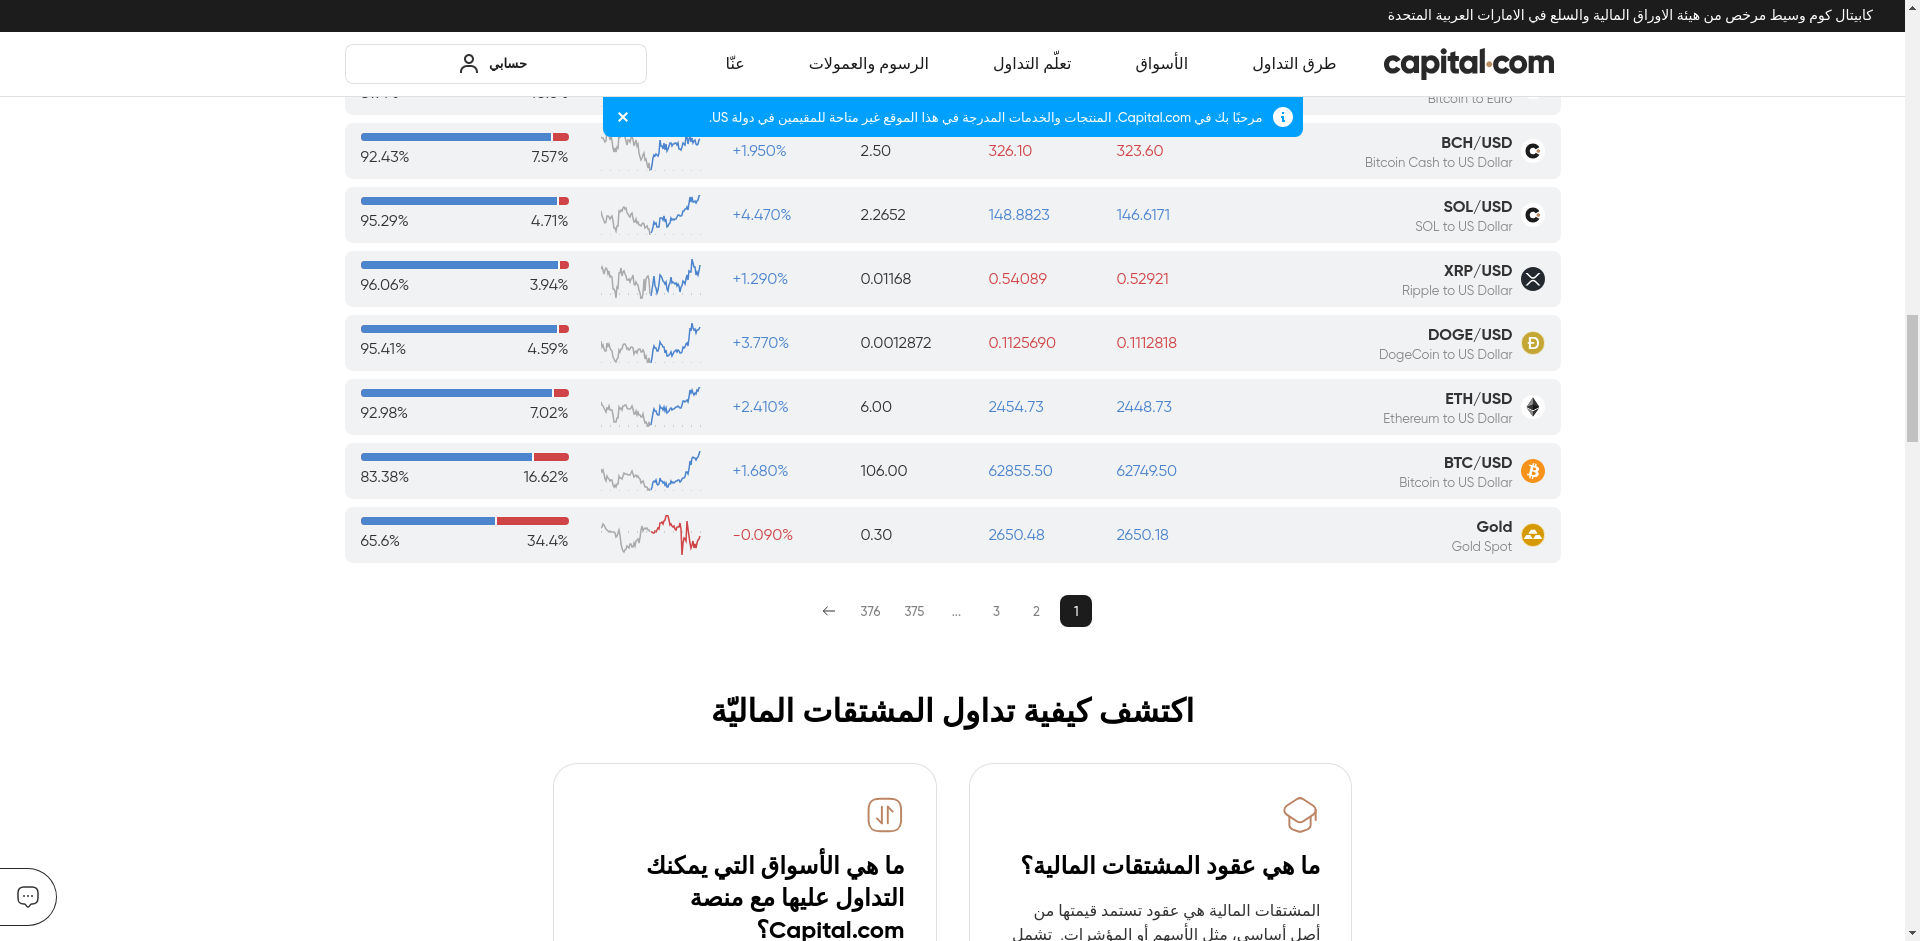 كابيتال كوم وسيط مرخص من هيئة الاوراق المالية والسلع في الامارات العربية المتحدة
capital.com
طرق التداول
الأسواق
تعلّم التداول
الرسوم والعمولات
عنّا
حسابي
مرحبًا بك في Capital.com. المنتجات والخدمات المدرجة في هذا الموقع غير متاحة للمقيمين في دولة US.
Bitcoin to Euro
BCH/USD
Bitcoin Cash to US Dollar
323.60
326.10
2.50
+1.950%
7.57%
92.43%
SOL/USD
SOL to US Dollar
146.6171
148.8823
2.2652
+4.470%
4.71%
95.29%
XRP/USD
Ripple to US Dollar
0.52921
0.54089
0.01168
+1.290%
3.94%
96.06%
DOGE/USD
DogeCoin to US Dollar
0.1112818
0.1125690
0.0012872
+3.770%
4.59%
95.41%
ETH/USD
Ethereum to US Dollar
2448.73
2454.73
6.00
+2.410%
7.02%
92.98%
BTC/USD
Bitcoin to US Dollar
62749.50
62855.50
106.00
+1.680%
16.62%
83.38%
Gold
Gold Spot
2650.18
2650.48
0.30
-0.090%
34.4%
65.6%
1
2
3
...
375
376
اكتشف كيفية تداول المشتقات الماليّة
ما هي عقود المشتقات المالية؟
المشتقات المالية هي عقود تستمد قيمتها من
أصل أساسي، مثل الأسهم أو المؤشرات. تشمل
ما هي الأسواق التي يمكنك
التداول عليها مع منصة
Capital.com؟